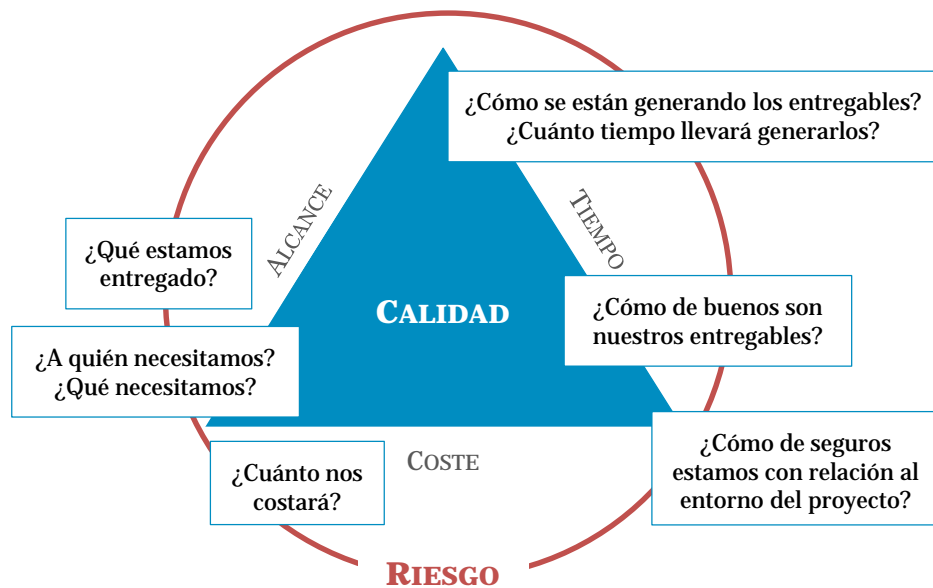 ¿Cómo se están generando los entregables?
¿Cuánto tiempo llevará generarlos?
ALCANCE
TIEMPO
¿Qué estamos
entregado?
CALIDAD
¿Cómo de buenos son
nuestros entregables?
¿A quién necesitamos?
¿Qué necesitamos?
COSTE
¿Cuánto nos
costará?
¿Cómo de seguros
estamos con relación al
entorno del proyecto?
RIESGO